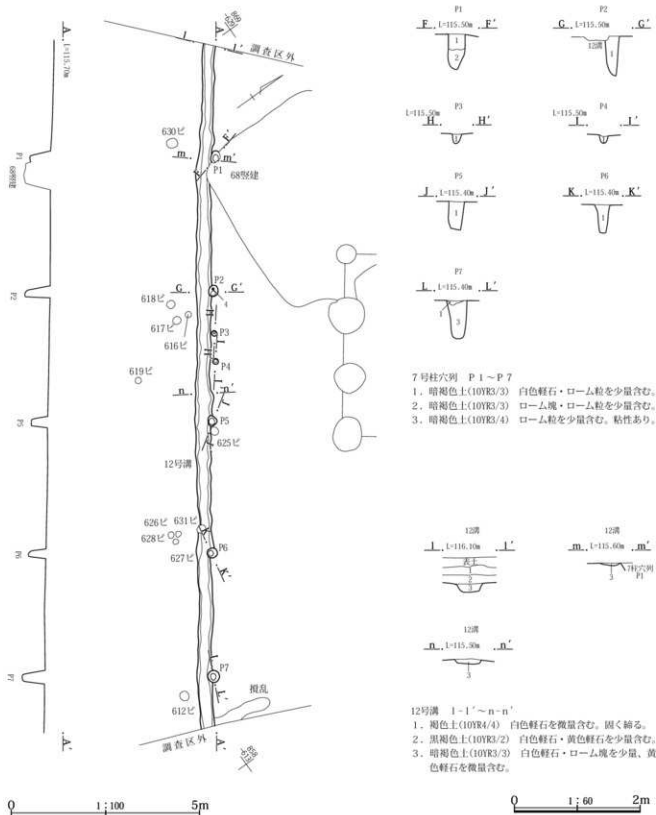 A
A'
L=115.70m
P1
68竪建
P2
P5
P6
P7
A
A'
l
l'
調査区外
869
-629
630ピ
m
m'
F
F'
P1
68竪建
G
G'
P2
4
618ピ
617ピ
616ピ
P3
P4
619ピ
n
n'
P5
625ピ
12号溝
626ピ
631ピ
628ピ
627ピ
P6
K'
P7
L'
612ピ
撹乱
調査区外
858
-613
A
A'
0
1:100
5m
P1
F
L=115.50m
F'
1
2
P2
G
L=115.50m
G'
12溝
1
P3
L=115.50m
H
H'
1
P4
L=115.50m
I
I'
1
P5
J
L=115.40m
J'
1
P6
K
L=115.40m
K'
1
P7
L
L=115.40m
L'
1
3
7号柱穴列 P1~P7
1.暗褐色土(10YR3/3) 白色軽石・ローム粒を少量含む。
2.暗褐色土(10YR3/3) ローム塊・ローム粒を少量含む。
3.暗褐色土(10YR3/4) ローム粒を少量含む。粘性あり。
12溝
l
L=116.10m
l'
表土
1
2
3
12溝
m
L=115.60m
m'
3
7柱穴列
P1
12溝
n
L=115.50m
n'
3
12号溝 l-l'~n-n'
1.褐色土(10YR4/4) 白色軽石を微量含む。固く締る。
2.黒褐色土(10YR3/2) 白色軽石・黄色軽石を少量含む。
3.暗褐色土(10YR3/3) 白色軽石・ローム塊を少量、黄
色軽石を微量含む。
0
1:60
2m